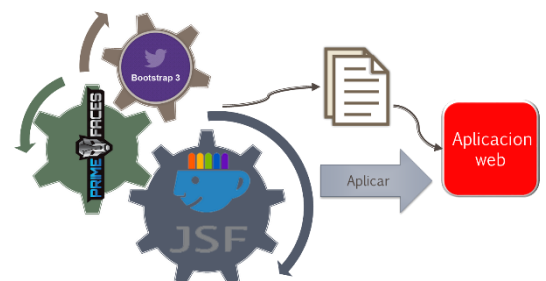 Bootstrap 3
PRIME FACES
JSF
Aplicar
Aplicacion
web